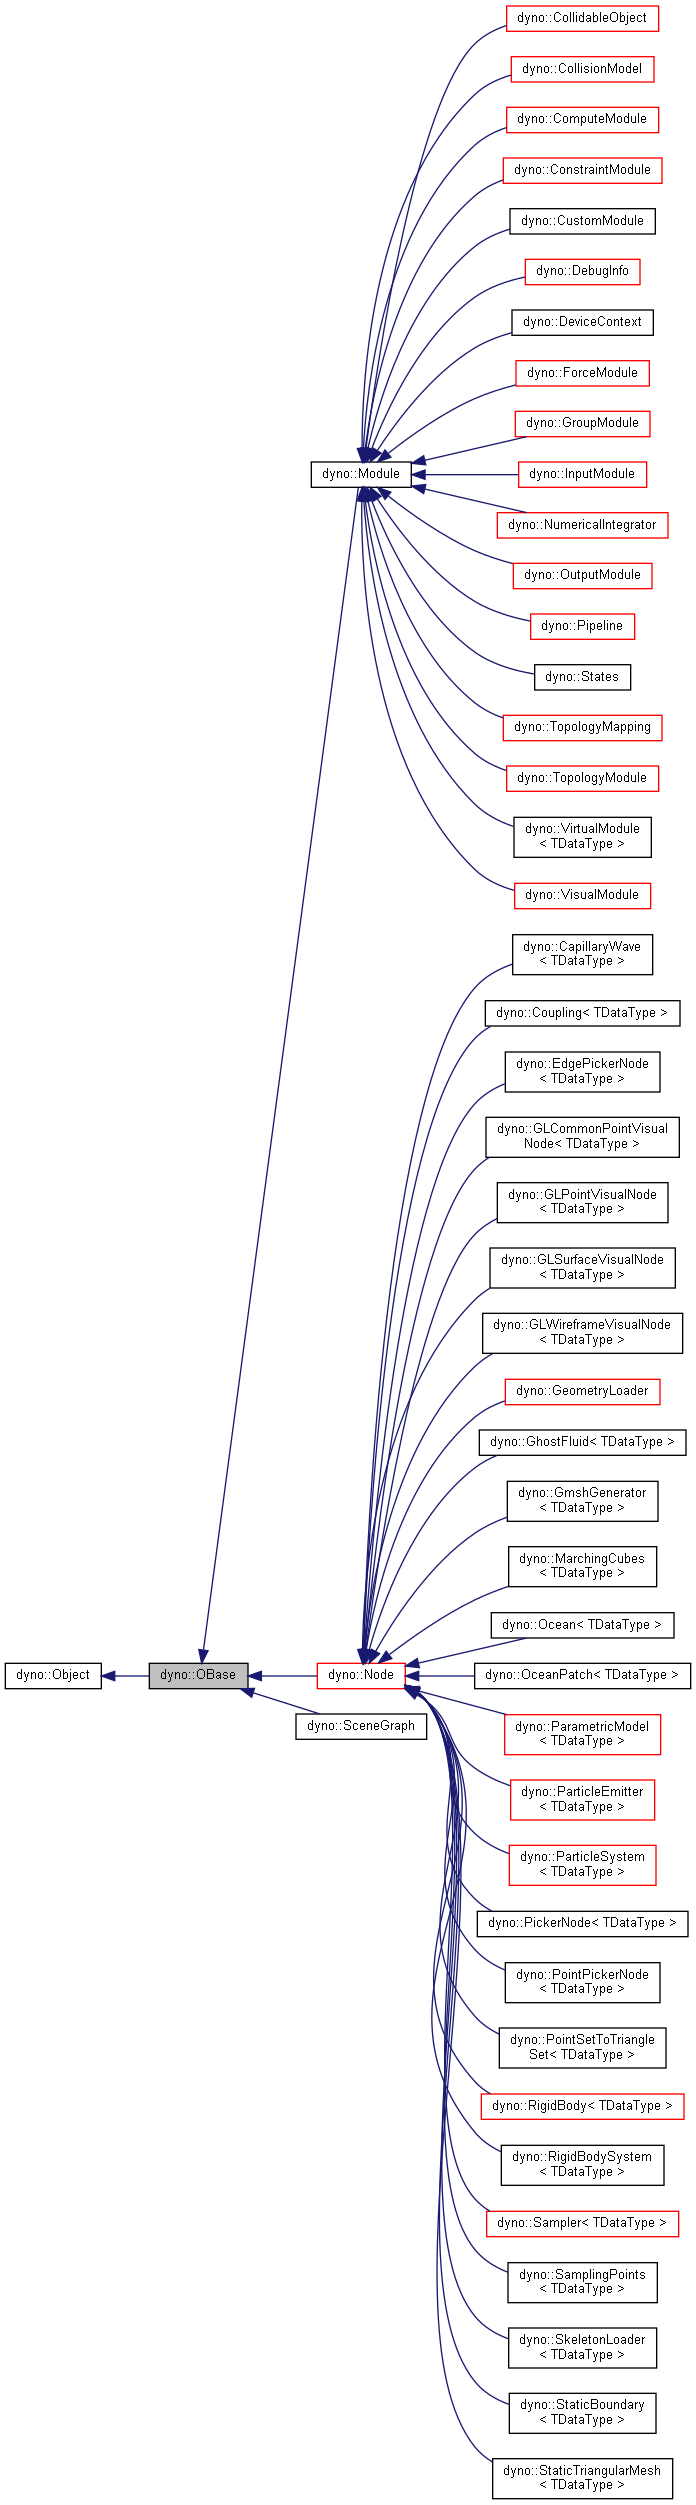 dyno::CollidableObject
dyno::CollisionModel
dyno::ComputeModule
dyno::ConstraintModule
dyno::CustomModule
dyno::DebugInfo
dyno::DeviceContext
dyno::ForceModule
dyno::GroupModule
dyno::Module
dyno::InputModule
dyno::NumericalIntegrator
dyno::OutputModule
dyno::Pipeline
dyno::States
dyno::TopologyMapping
dyno::TopologyModule
dyno::VirtualModule
< TDataType >
dyno::VisualModule
dyno::CapillaryWave
< TDataType >
dyno::Coupling< TDataType >
dyno::EdgePickerNode
< TDataType >
dyno::GLCommonPointVisual
Node< TDataType >
dyno::GLPointVisualNode
< TDataType >
dyno::GLSurfaceVisualNode
< TDataType >
dyno::GLWireframeVisualNode
< TDataType >
dyno::GeometryLoader
dyno::GhostFluid< TDataType >
dyno::GmshGenerator
< TDataType >
dyno::MarchingCubes
< TDataType >
dyno::Ocean< TDataType >
dyno::Object
dyno::OBase
dyno::Node
dyno::OceanPatch< TDataType >
dyno::SceneGraph
dyno::ParametricModel
< TDataType >
dyno::ParticleEmitter
< TDataType >
dyno::ParticleSystem
< TDataType >
dyno::PickerNode< TDataType >
dyno::PointPickerNode
< TDataType >
dyno::PointSetToTriangle
Set< TDataType >
dyno::RigidBody< TDataType >
dyno::RigidBodySystem
< TDataType >
dyno::Sampler< TDataType >
dyno::SamplingPoints
< TDataType >
dyno::SkeletonLoader
< TDataType >
dyno::StaticBoundary
< TDataType >
dyno::StaticTriangularMesh
< TDataType >